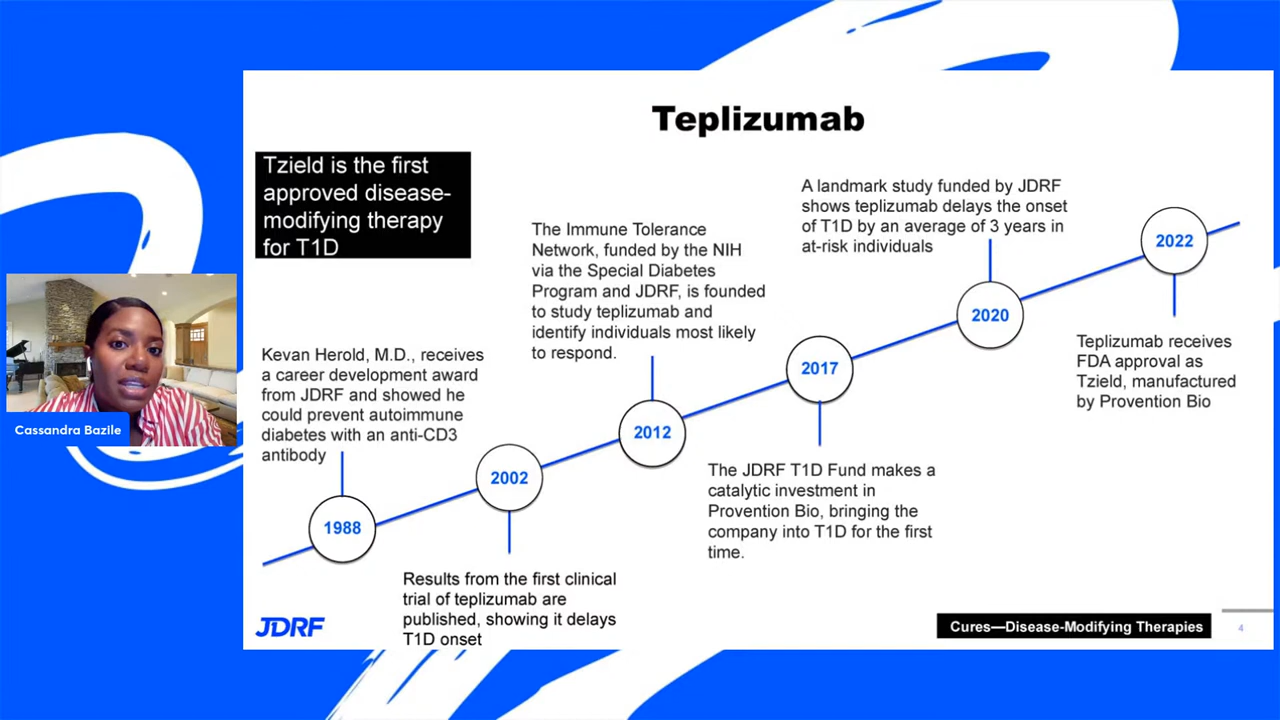 Teplizumab
Tzield is the first
approved disease-
modifying therapy
for T1D
Kevan Herold, M.D., receives
a career development award
from JDRF and showed he
could prevent autoimmune
diabetes with an anti-CD3
antibody
1988
2002
Results from the first clinical
trial of teplizumab are
published, showing it delays
T1D onset
The Immune Tolerance
Network, funded by the NIH
via the Special Diabetes
Program and JDRF, is founded
to study teplizumab and
identify individuals most likely
to respond.
2012
2017
The JDRF T1D Fund makes a
catalytic investment in
Provention Bio, bringing the
company into T1D for the first
time.
A landmark study funded by JDRF
shows teplizumab delays the onset
of T1D by an average of 3 years in
at-risk individuals
2020
2022
Teplizumab receives
FDA approval as
Tzield, manufactured
by Provention Bio
Cassandra Bazile
JDRF
Cures—Disease-Modifying Therapies
4